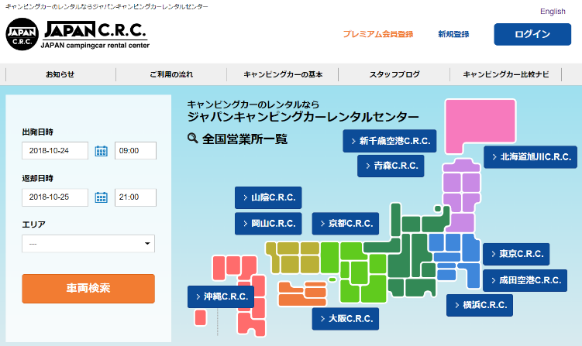 キャンピングカーのレンタルならジャパンキャンピングカーレンタルセンター
English
JAPAN C.R.C.
JAPAN C.R.C.
JAPAN campingcar rental center
プレミアム会員登録
新規登録
ログイン
お知らせ
ご利用の流れ
キャンピングカーの基本
スタッフブログ
キャンピングカー比較ナビ
出発日時
2018-10-24
09:00
返却日時
2018-10-25
21:00
エリア
---
車両検索
キャンピングカーのレンタルなら
ジャパンキャンピングカーレンタルセンター
全国営業所一覧
> 新千歳空港C.R.C.
> 北海道旭川C.R.C.
> 青森C.R.C.
> 山陰C.R.C.
> 岡山C.R.C.
> 京都C.R.C.
> 東京C.R.C.
> 成田空港C.R.C.
> 沖縄C.R.C.
> 横浜C.R.C.
> 大阪C.R.C.